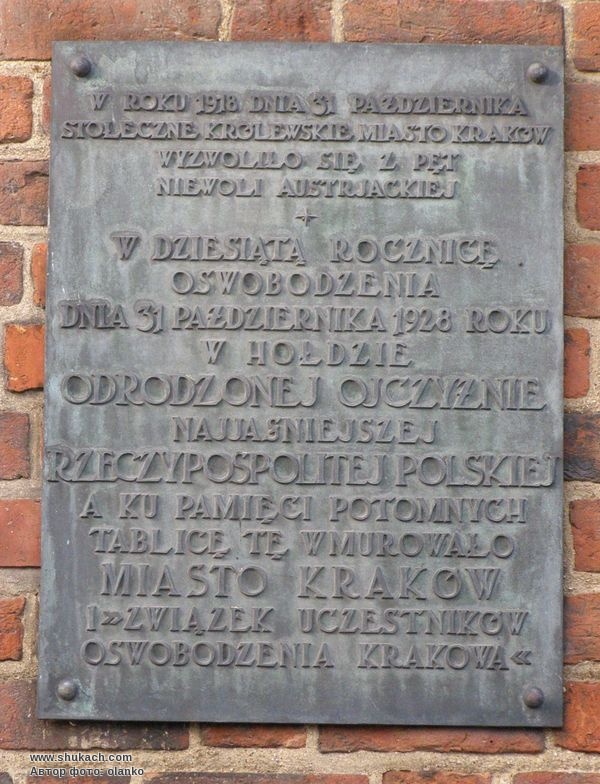 W ROKU 1918 DNIA 31 PAŹDZIERNIKA
STOŁECZNE, KRÓLEWSKIE, MIASTO KRAKÓW
WYZWOLIŁO SIĘ Z PĘT
NIEWOLI AUSTRJACKIEJ
W DZIESIĄTĄ ROCZNICĘ
OSWOBODZENIA
DNIA 31 PAŹDZIERNIKA 1928 ROKU
W HOŁDZIE
ODRODZONEJ OJCZYŹNIE
NAJJAŚNIEJSZEJ
RZECZYPOSPOLITEJ POLSKIEJ
A KU PAMIĘCI POTOMNYCH
TABLICĘ TĘ WMUROWAŁO
MIASTO KRAKÓW
I »ZWIĄZEK UCZESTNIKÓW
OSWOBODZENIA KRAKOWA«
www.shukach.com
Автор фото: olanko